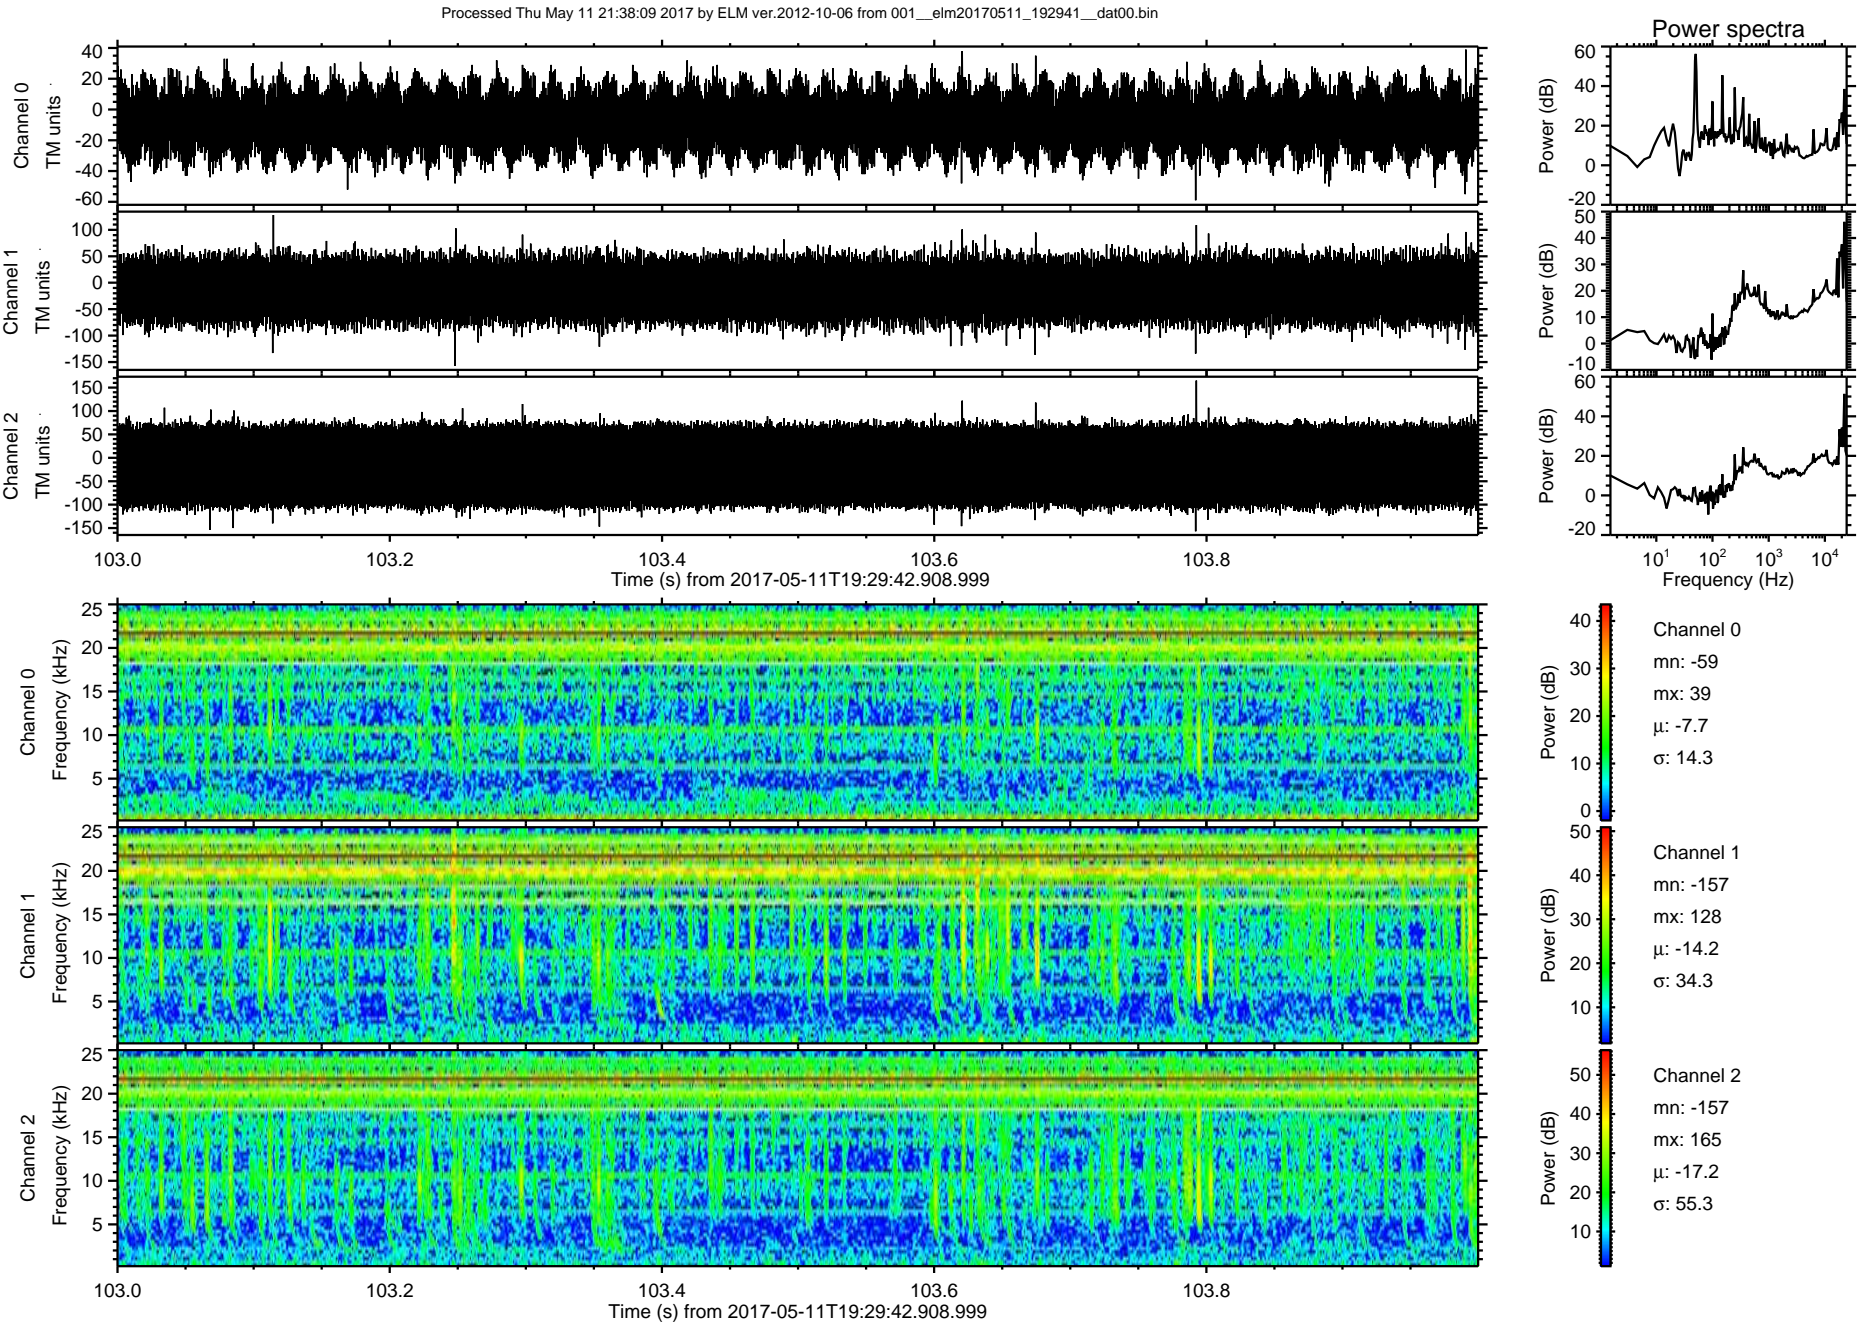 Processed Thu May 11 21:38:09 2017 by ELM ver.2012-10-06 from 001__elm20170511_192941__dat00.bin
Power spectra
Channel 0
TM units
40
20
0
-20
-40
-60
Power (dB)
60
40
20
0
-20
Channel 1
TM units
100
50
0
-50
-100
-150
Power (dB)
50
40
30
20
10
0
-10
Channel 2
TM units
150
100
50
0
-50
-100
-150
Power (dB)
60
40
20
0
-20
103.0 103.2 103.4 103.6 103.8
Time (s) from 2017-05-11T19:29:42.908.999
10¹ 10² 10³ 10⁴
Frequency (Hz)
Channel 0
Frequency (kHz)
25
20
15
10
5
Power (dB)
40
30
20
10
0
Channel 0
mn: -59
mx: 39
μ: -7.7
σ: 14.3
Channel 1
Frequency (kHz)
25
20
15
10
5
Power (dB)
50
40
30
20
10
Channel 1
mn: -157
mx: 128
μ: -14.2
σ: 34.3
Channel 2
Frequency (kHz)
25
20
15
10
5
Power (dB)
50
40
30
20
10
Channel 2
mn: -157
mx: 165
μ: -17.2
σ: 55.3
103.0 103.2 103.4 103.6 103.8
Time (s) from 2017-05-11T19:29:42.908.999